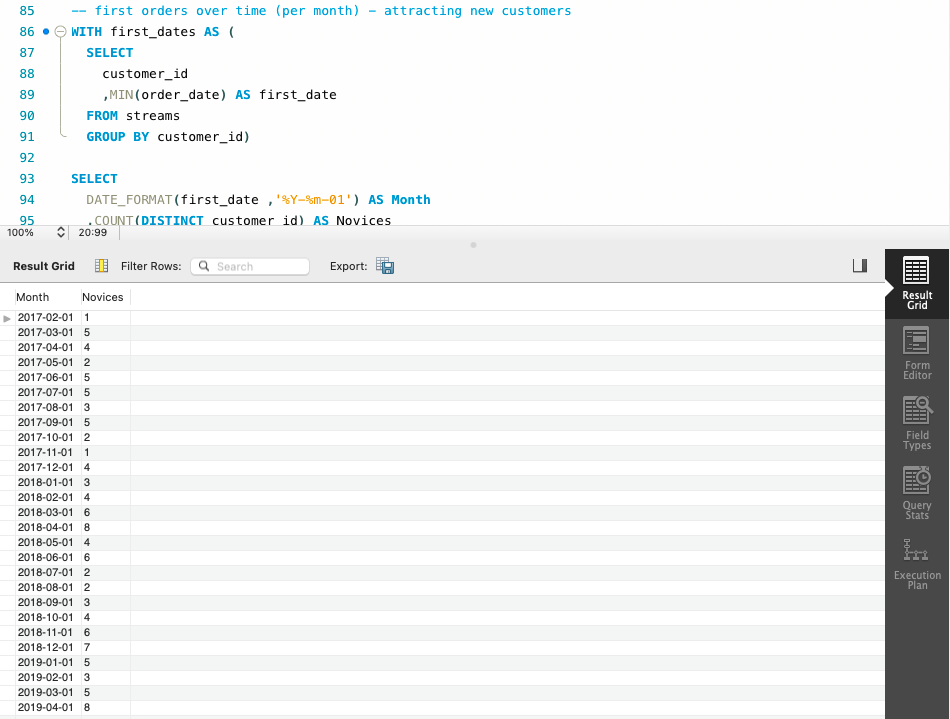 85 -- first orders over time (per month) - attracting new customers
86 WITH first_dates AS (
87 SELECT
88 customer_id
89 ,MIN(order_date) AS first_date
90 FROM streams
91 GROUP BY customer_id)
92
93 SELECT
94 DATE_FORMAT(first_date ,'%Y-%m-01') AS Month
95 ,COUNT(DISTINCT customer_id) AS Novices
100% 20:99
Result Grid Filter Rows: Search Export:
Month Novices
2017-02-01 1
2017-03-01 5
2017-04-01 4
2017-05-01 2
2017-06-01 5
2017-07-01 5
2017-08-01 3
2017-09-01 5
2017-10-01 2
2017-11-01 1
2017-12-01 4
2018-01-01 3
2018-02-01 4
2018-03-01 6
2018-04-01 8
2018-05-01 4
2018-06-01 6
2018-07-01 2
2018-08-01 2
2018-09-01 3
2018-10-01 4
2018-11-01 6
2018-12-01 7
2019-01-01 5
2019-02-01 3
2019-03-01 5
2019-04-01 8
Result
Grid
Form
Editor
Field
Types
Query
Stats
Execution
Plan